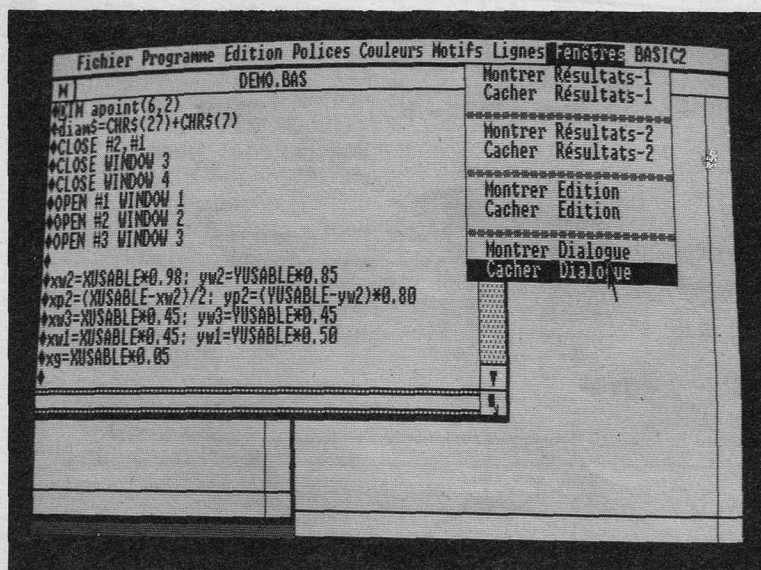 Fichier Programme Edition Polices Couleurs Motifs Lignes Fenêtres BASIC2
DEMO.BAS
DIM apoint(6,2)
diam$=CHR$(27)+CHR$(7)
CLOSE #2,#1
CLOSE WINDOW 3
CLOSE WINDOW 4
OPEN #1 WINDOW 1
OPEN #2 WINDOW 2
OPEN #3 WINDOW 3
xw2=XUSABLE*0.98: yw2=YUSABLE*0.85
xp2=(XUSABLE-xw2)/2: yp2=(YUSABLE-yw2)*0.80
xw3=XUSABLE*0.45: yw3=YUSABLE*0.45
xw1=XUSABLE*0.45: yw1=YUSABLE*0.50
xg=XUSABLE*0.05
Montrer Résultats-1
Cacher Résultats-1
Montrer Résultats-2
Cacher Résultats-2
Montrer Edition
Cacher Edition
Montrer Dialogue
Cacher Dialogue